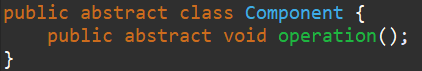 public abstract class Component {
    public abstract void operation();
}